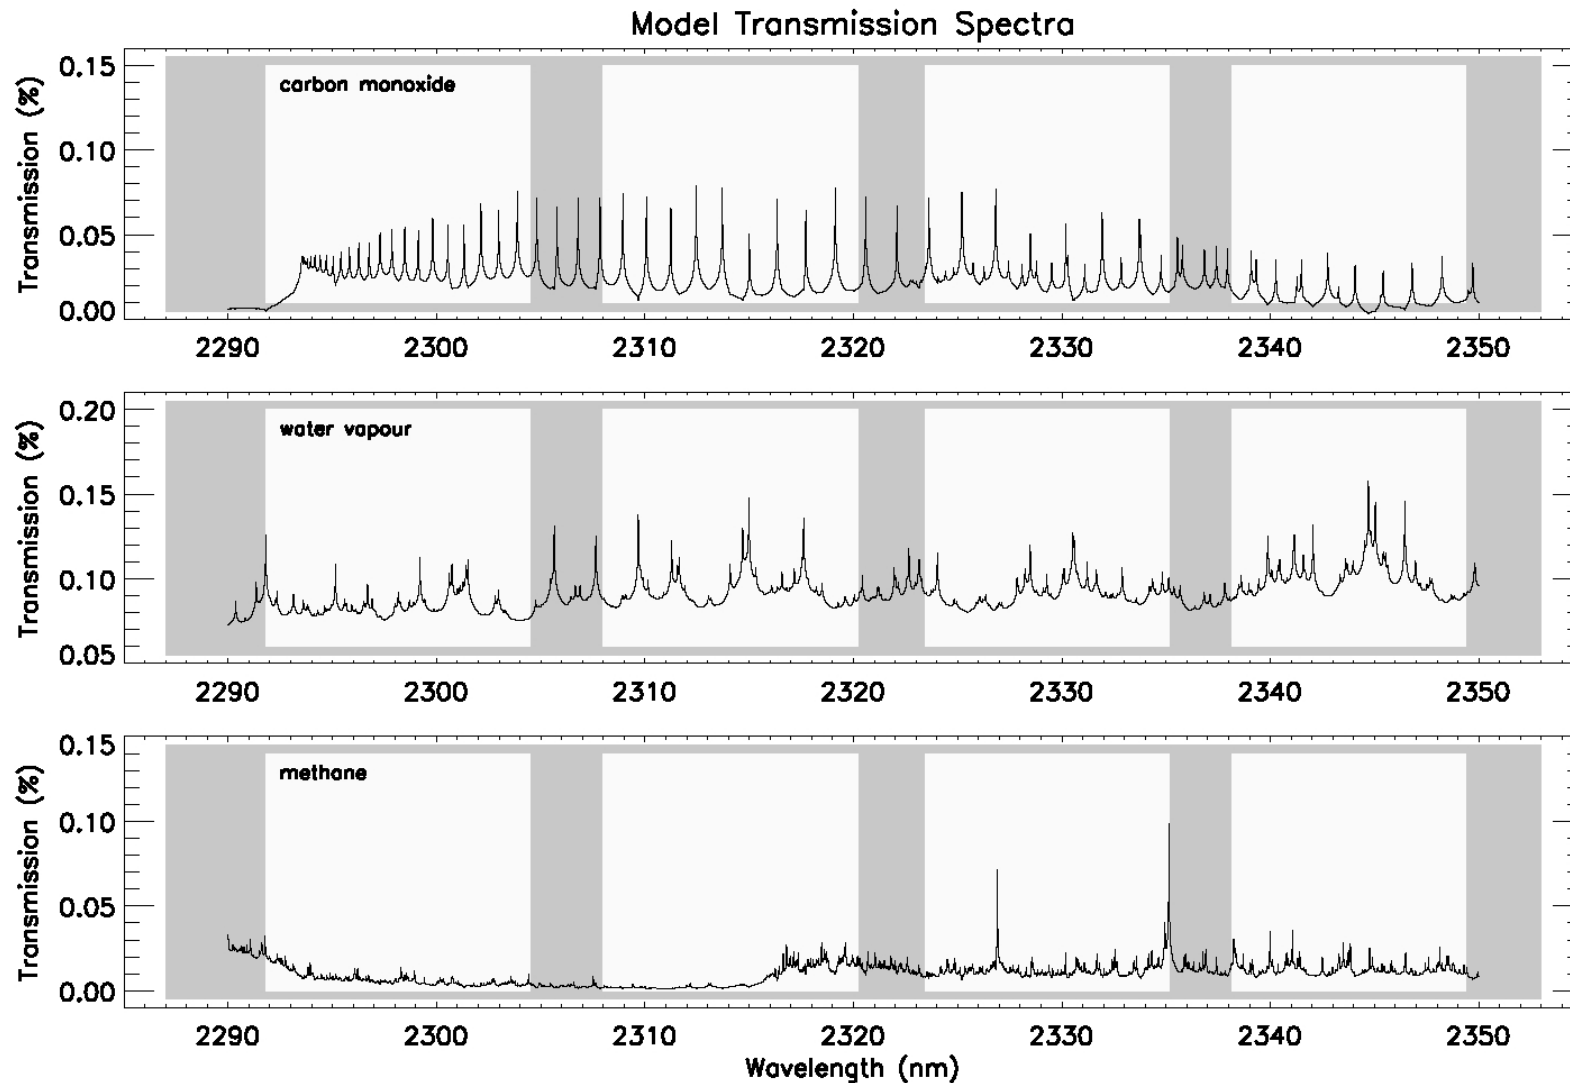 Model Transmission Spectra
Transmission (%)
0.15
0.10
0.05
0.00
carbon monoxide
2290 2300 2310 2320 2330 2340 2350
Transmission (%)
0.20
0.15
0.10
0.05
water vapour
2290 2300 2310 2320 2330 2340 2350
Transmission (%)
0.15
0.10
0.05
0.00
methane
2290 2300 2310 2320 2330 2340 2350
Wavelength (nm)